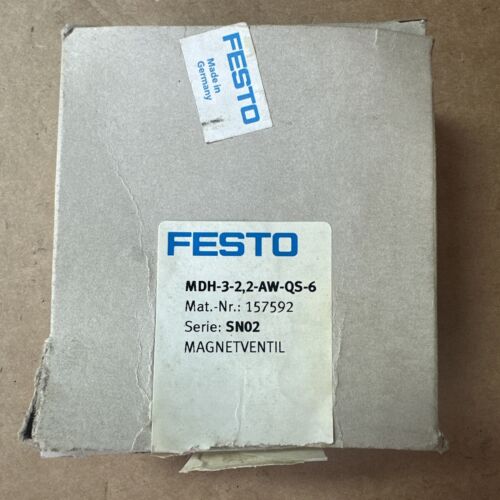 FESTO
Made in
Germany
FESTO
MDH-3-2,2-AW-QS-6
Mat.-Nr.: 157592
Serie: SN02
MAGNETVENTIL